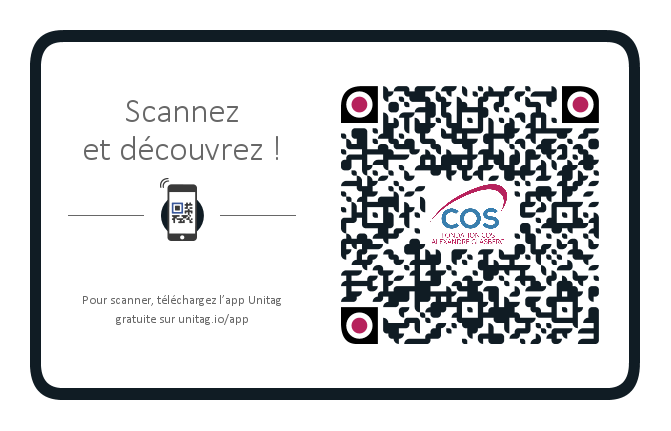 Scannez
et découvrez !
Pour scanner, téléchargez l'app Unitag
gratuite sur unitag.io/app
COS
FONDATION COS
ALEXANDRE GLASBERG